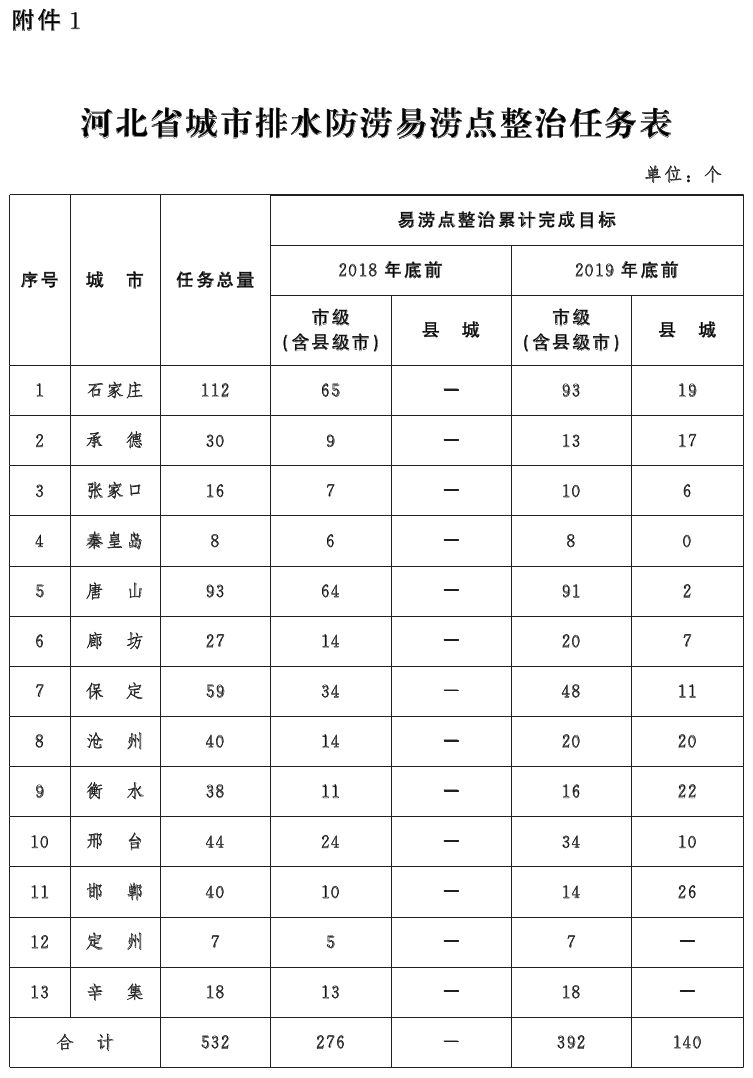 附件 1
河北省城市排水防涝易涝点整治任务表
单位：个
序号 城 市 任务总量 易涝点整治累计完成目标
2018 年底前 2019 年底前
市级 县 城 市级 县 城
(含县级市) (含县级市)
1 石家庄 112 65 — 93 19
2 承 德 30 9 — 13 17
3 张家口 16 7 — 10 6
4 秦皇岛 8 6 — 8 0
5 唐 山 93 64 — 91 2
6 廊 坊 27 14 — 20 7
7 保 定 59 34 — 48 11
8 沧 州 40 14 — 20 20
9 衡 水 38 11 — 16 22
10 邢 台 44 24 — 34 10
11 邯 郸 40 10 — 14 26
12 定 州 7 5 — 7 —
13 辛 集 18 13 — 18 —
合 计 532 276 — 392 140